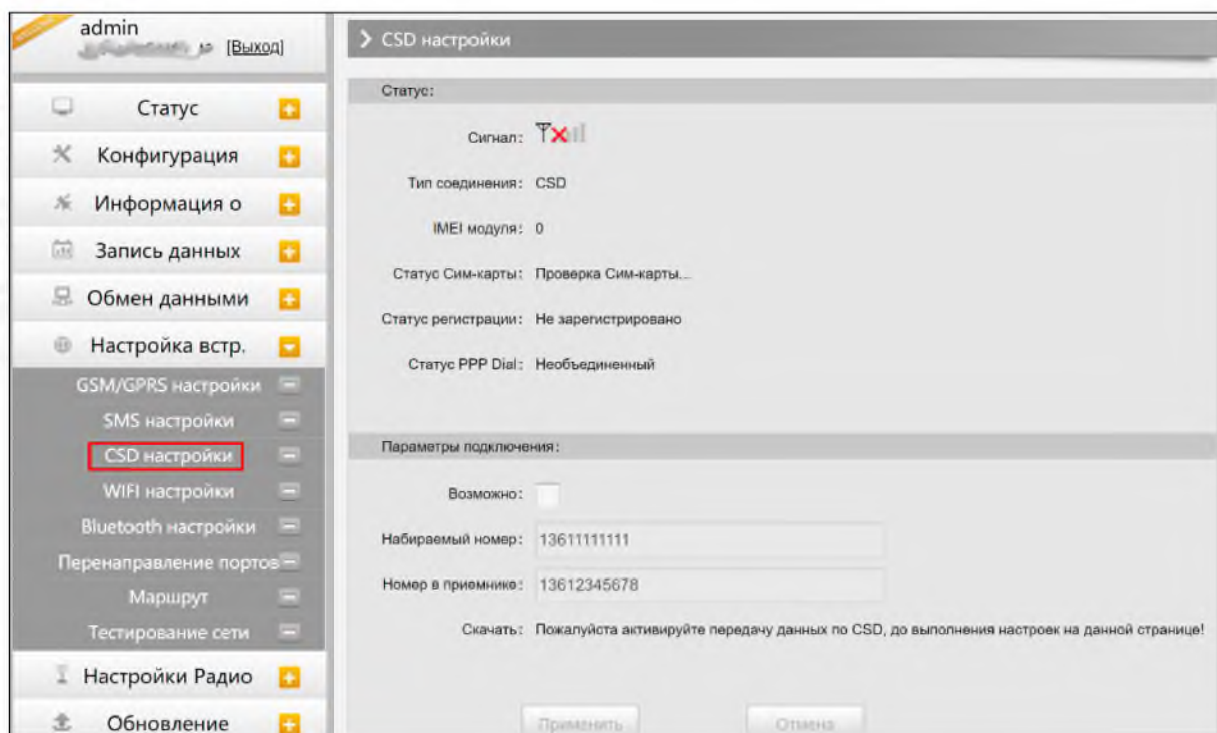 admin
[Выход]
Статус
Конфигурация
Информация о
Запись данных
Обмен данными
Настройка встр.
GSM/GPRS настройки
SMS настройки
CSD настройки
WIFI настройки
Bluetooth настройки
Перенаправление портов
Маршрут
Тестирование сети
Настройки Радио
Обновление
CSD настройки
Статус:
Сигнал:
Тип соединения: CSD
IMEI модуля: 0
Статус Сим-карты: Проверка Сим-карты...
Статус регистрации: Не зарегистрировано
Статус PPP Dial: Необъединенный
Параметры подключения:
Возможно:
Набираемый номер: 13611111111
Номер в приемнике: 13612345678
Скачать: Пожалуйста активируйте передачу данных по CSD, до выполнения настроек на данной странице!
Применить Отмена